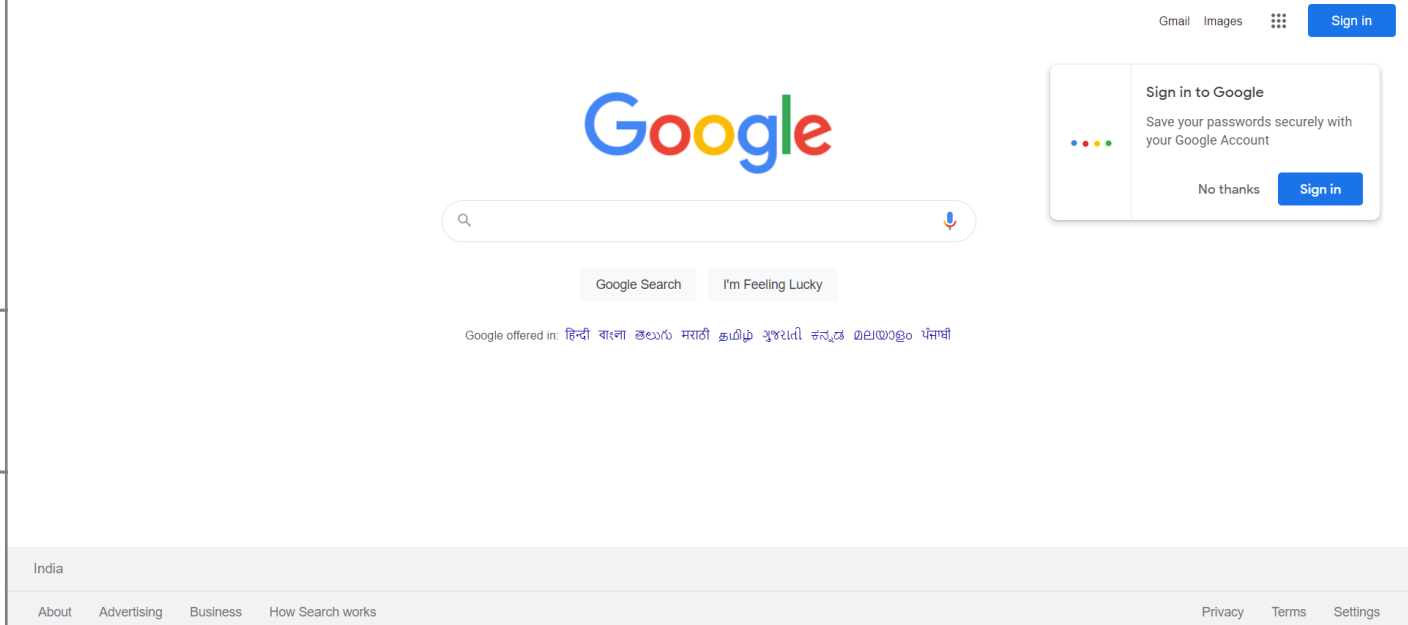 Gmail Images Sign in
Google
Sign in to Google
Save your passwords securely with
your Google Account
No thanks Sign in
Google Search I'm Feeling Lucky
Google offered in: हिन्दी বাংলা తెలుగు मराठी தமிழ் ગુજરાતી ಕನ್ನಡ മലയാളം ਪੰਜਾਬੀ
India
About Advertising Business How Search works Privacy Terms Settings